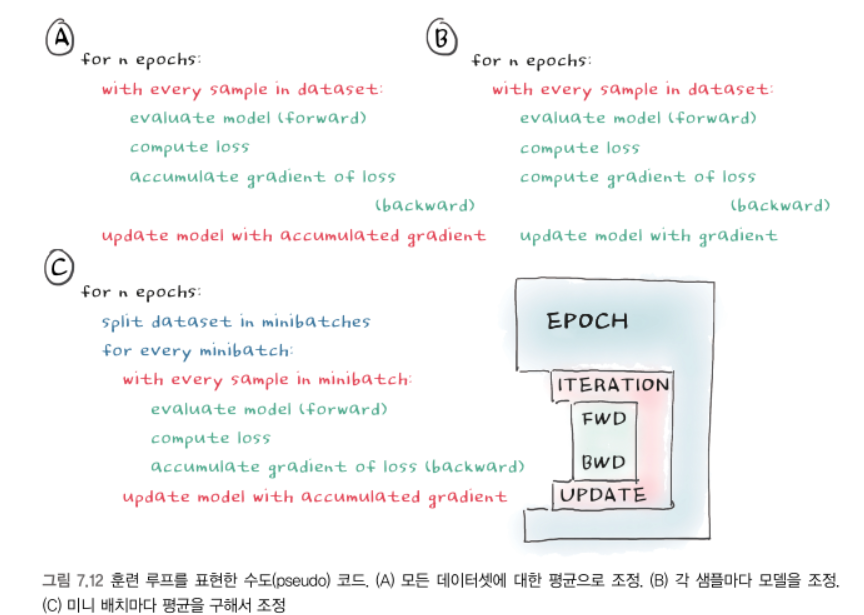 A
for n epochs:
with every sample in dataset:
evaluate model (forward)
compute loss
accumulate gradient of loss
(backward)
update model with accumulated gradient
B
for n epochs:
with every sample in dataset:
evaluate model (forward)
compute loss
compute gradient of loss
(backward)
update model with gradient
C
for n epochs:
split dataset in minibatches
for every minibatch:
with every sample in minibatch:
evaluate model (forward)
compute loss
accumulate gradient of loss (backward)
update model with accumulated gradient
EPOCH
ITERATION
FWD
BWD
UPDATE
그림 7.12 훈련 루프를 표현한 수도(pseudo) 코드. (A) 모든 데이터셋에 대한 평균으로 조정. (B) 각 샘플마다 모델을 조정.
(C) 미니 배치마다 평균을 구해서 조정